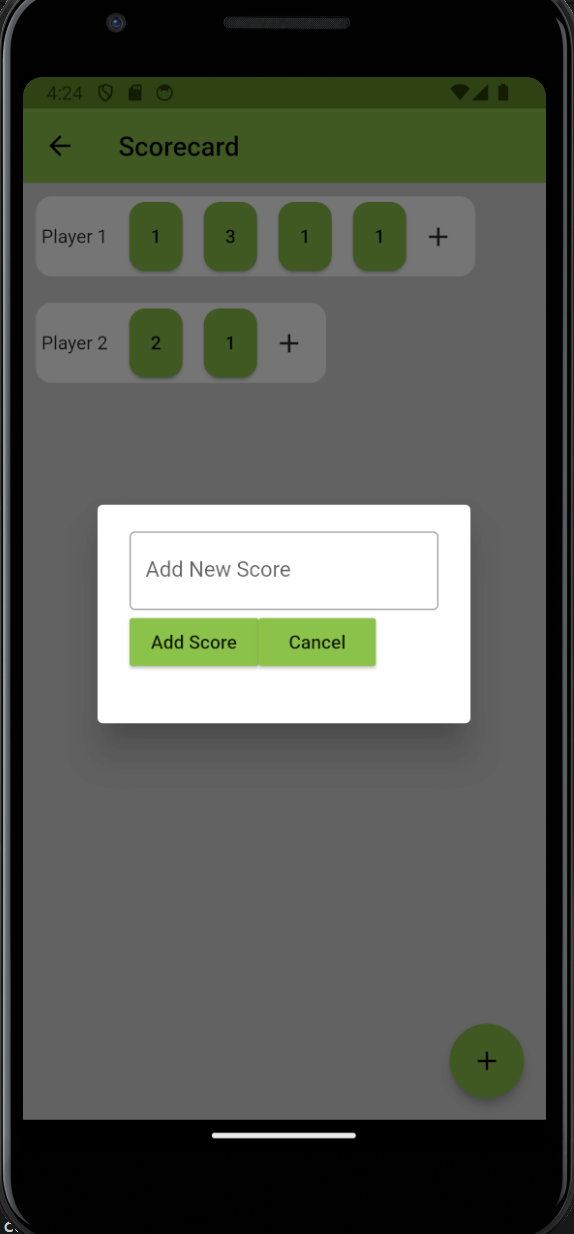 4:24
Scorecard
Player 1 1 3 1 1 +
Player 2 2 1 +
Add New Score
Add Score Cancel
+